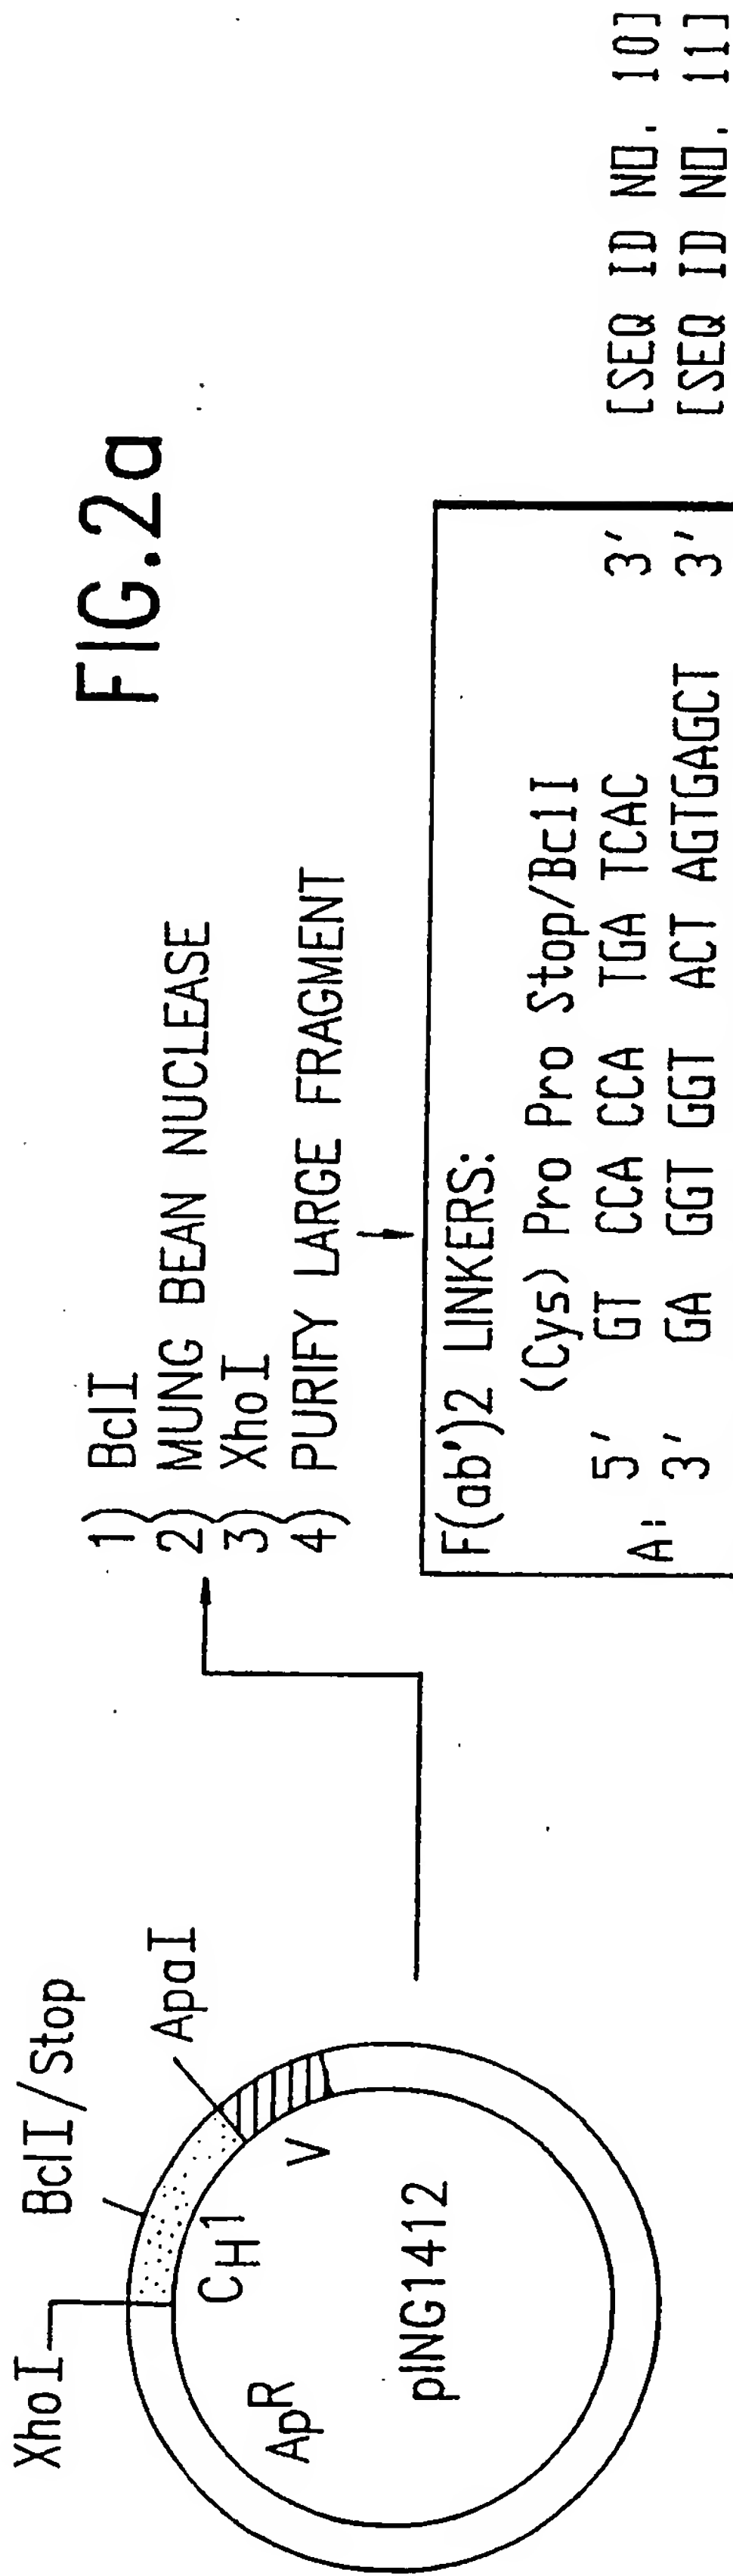 FIG.2a
XhoI
BclI/Stop
ApaI
CH1
V
ApR
pING1412
1) BclI
2) MUNG BEAN NUCLEASE
3) XhoI
4) PURIFY LARGE FRAGMENT
F(ab')2 LINKERS:
(Cys) Pro Pro Stop/BclI
A: 5' GT CCA CCA TGA TCAC 3' [SEQ ID NO. 10]
3' GA GGT GGT ACT AGTGAGCT 3' [SEQ ID NO. 11]